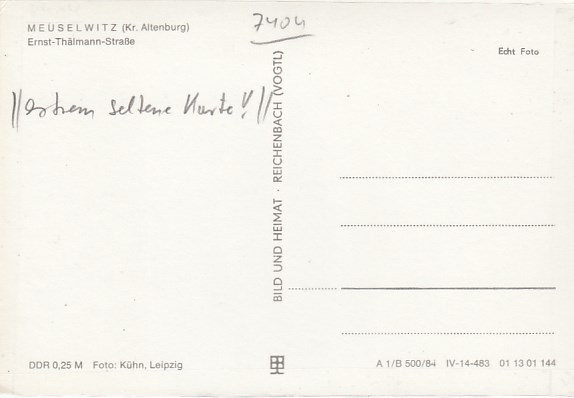 MEUSELWITZ (Kr. Altenburg)
Ernst-Thälmann-Straße
7404
Echt Foto
||extrem seltene Karte!||
BILD UND HEIMAT · REICHENBACH (VOGTL)
DDR 0,25 M Foto: Kühn, Leipzig
A 1/B 500/84 IV-14-483 01 13 01 144